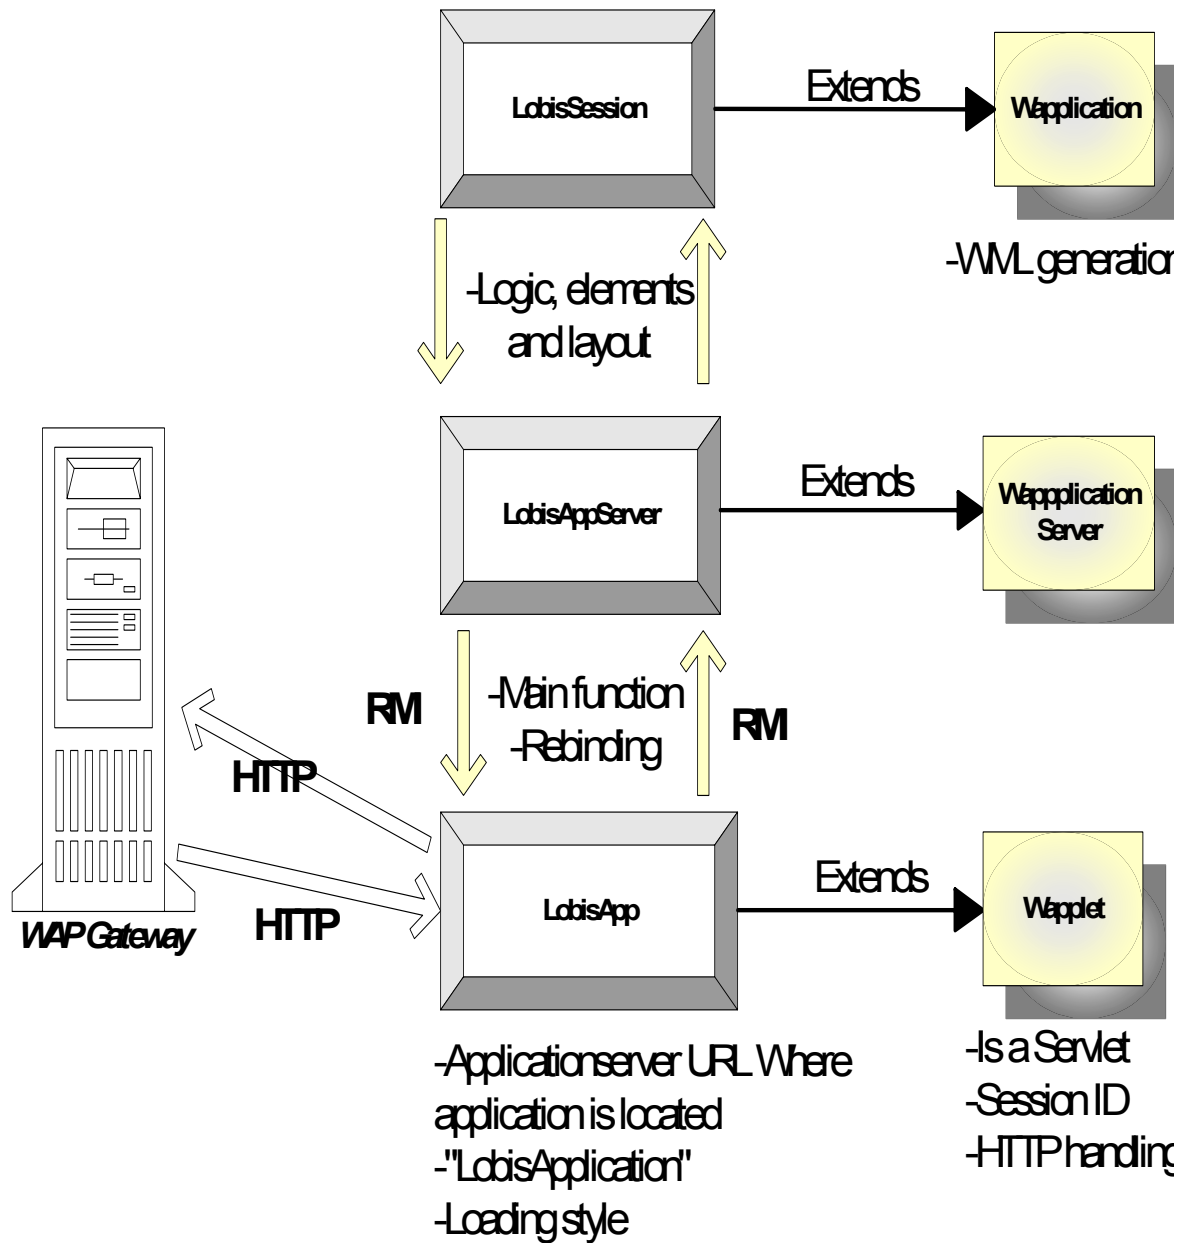 LobisSession
Extends
Wapplication
-WML generation
-Logic, elements
and layout
LobisAppServer
Extends
Wappplication
Server
RMI
-Main function
-Rebinding
RMI
HTTP
HTTP
WAP Gateway
LobisApp
Extends
Wapplet
-Applicationserver URL Where
application is located
-"LobisApplication"
-Loading style
-Is a Servlet
-Session ID
-HTTP handling